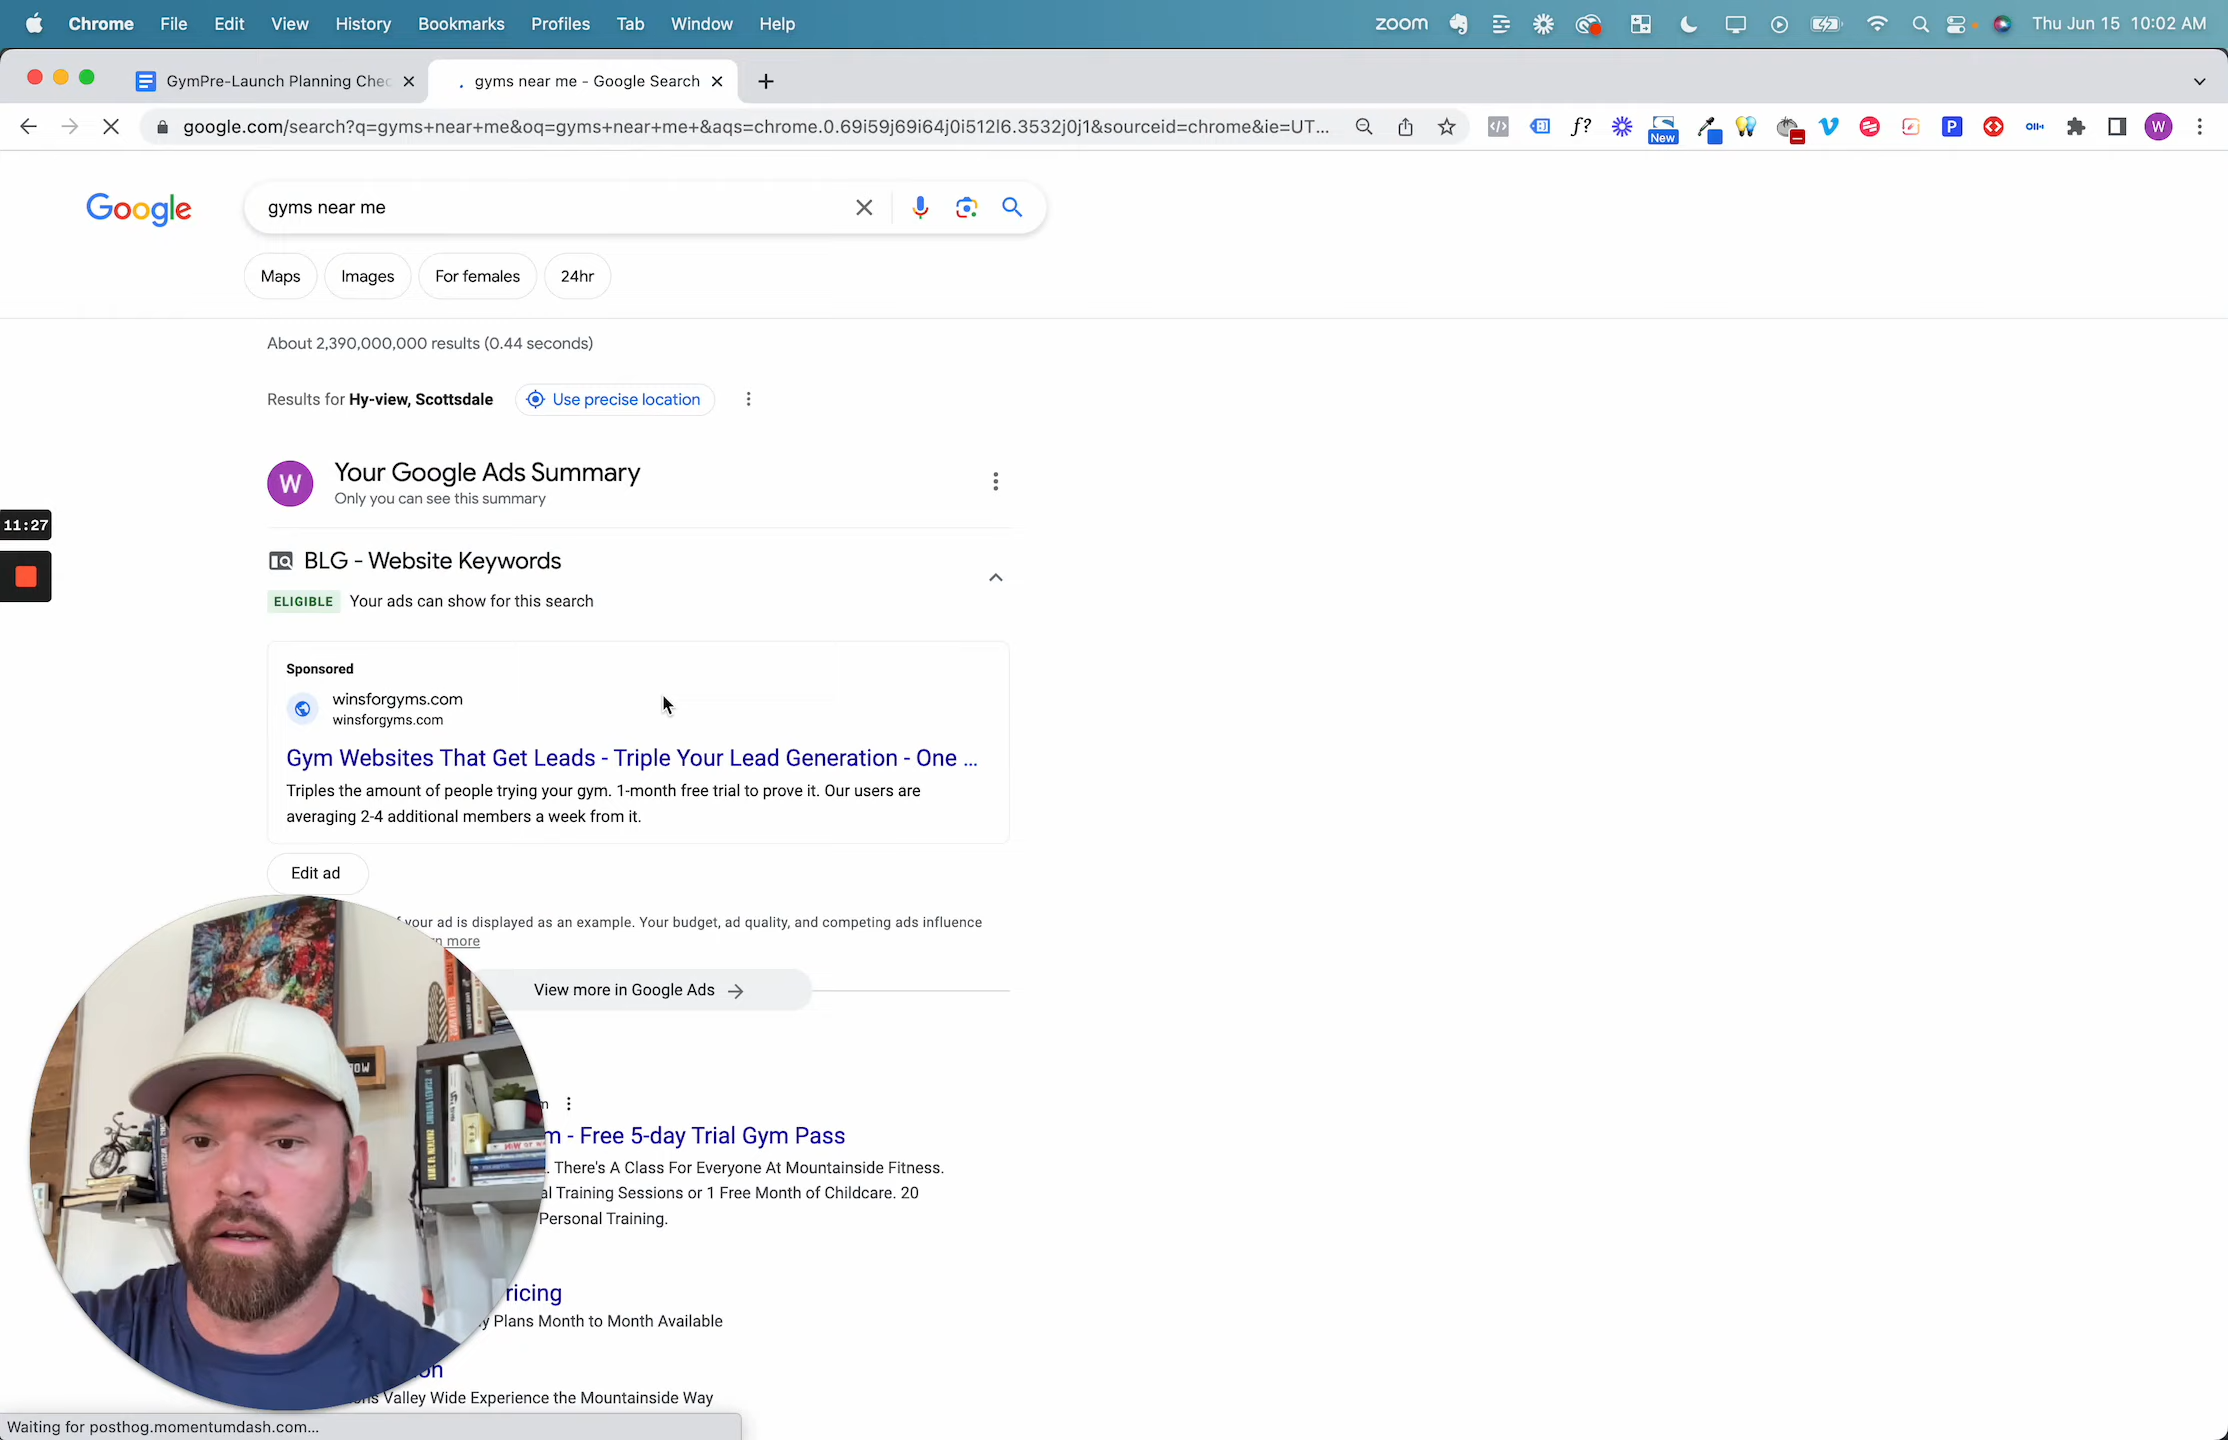 Chrome File Edit View History Bookmarks Profiles Tab Window Help zoom Thu Jun 15 10:02 AM
GymPre-Launch Planning Chec gyms near me - Google Search
google.com/search?q=gyms+near+me&oq=gyms+near+me+&aqs=chrome.0.69i59j69i64j0i512l6.3532j0j1&sourceid=chrome&ie=UT... f? New P W
Google gyms near me
Maps Images For females 24hr
About 2,390,000,000 results (0.44 seconds)
Results for Hy-view, Scottsdale Use precise location
W Your Google Ads Summary
Only you can see this summary
11:27
BLG - Website Keywords
ELIGIBLE Your ads can show for this search
Sponsored
winsforgyms.com
winsforgyms.com
Gym Websites That Get Leads - Triple Your Lead Generation - One ...
Triples the amount of people trying your gym. 1-month free trial to prove it. Our users are
averaging 2-4 additional members a week from it.
Edit ad
your ad is displayed as an example. Your budget, ad quality, and competing ads influence
more
View more in Google Ads
m - Free 5-day Trial Gym Pass
. There's A Class For Everyone At Mountainside Fitness.
al Training Sessions or 1 Free Month of Childcare. 20
Personal Training.
ricing
y Plans Month to Month Available
on
ns Valley Wide Experience the Mountainside Way
Waiting for posthog.momentumdash.com...